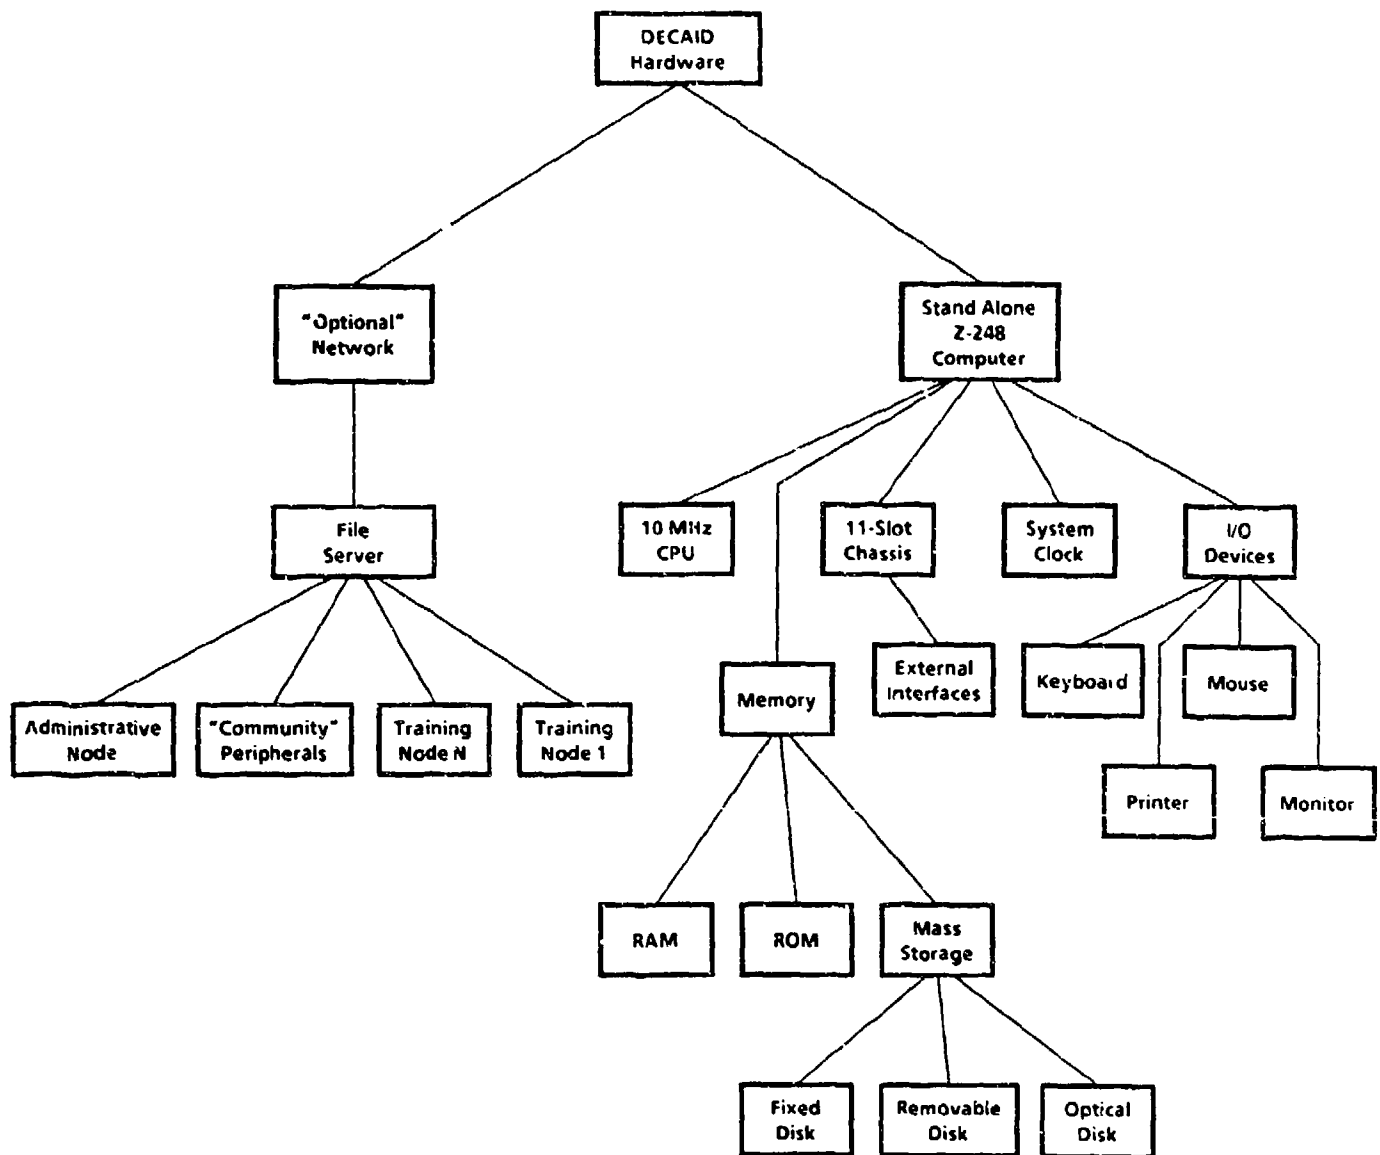 DECAID
Hardware
"Optional"
Network
Stand Alone
Z-248
Computer
File
Server
10 MHz
CPU
11-Slot
Chassis
System
Clock
I/O
Devices
Administrative
Node
"Community"
Peripherals
Training
Node N
Training
Node 1
Memory
External
Interfaces
Keyboard
Mouse
Printer
Monitor
RAM
ROM
Mass
Storage
Fixed
Disk
Removable
Disk
Optical
Disk